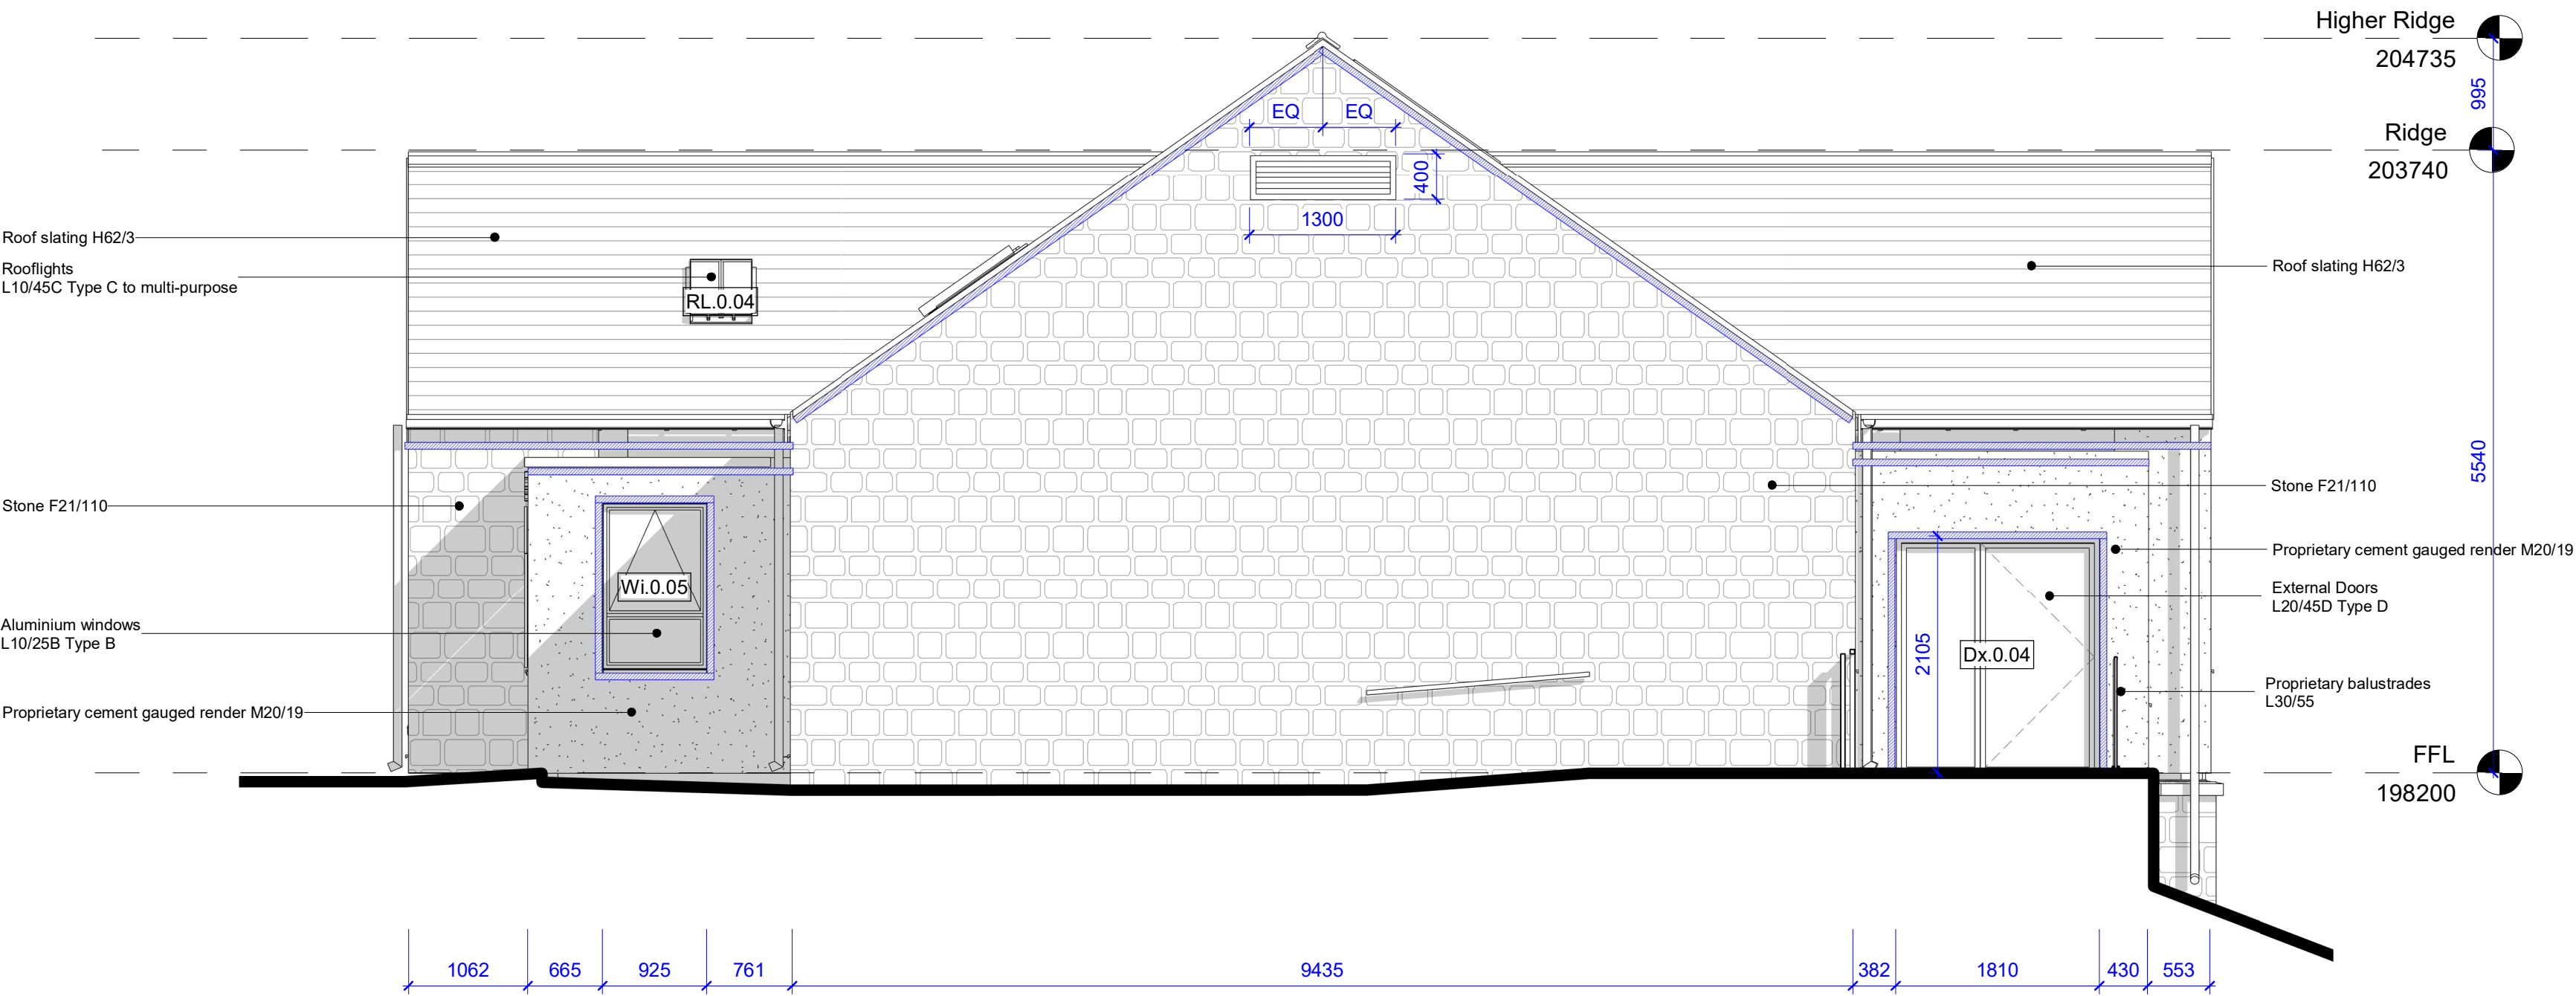 Higher Ridge
204735
995
EQ EQ
Ridge
203740
400
1300
Roof slating H62/3
Rooflights
L10/45C Type C to multi-purpose
RL.0.04
Roof slating H62/3
5540
Stone F21/110
Stone F21/110
Proprietary cement gauged render M20/19
Wi.0.05
External Doors
L20/45D Type D
Aluminium windows
L10/25B Type B
2105
Dx.0.04
Proprietary balustrades
L30/55
Proprietary cement gauged render M20/19
FFL
198200
1062 665 925 761 9435 382 1810 430 553